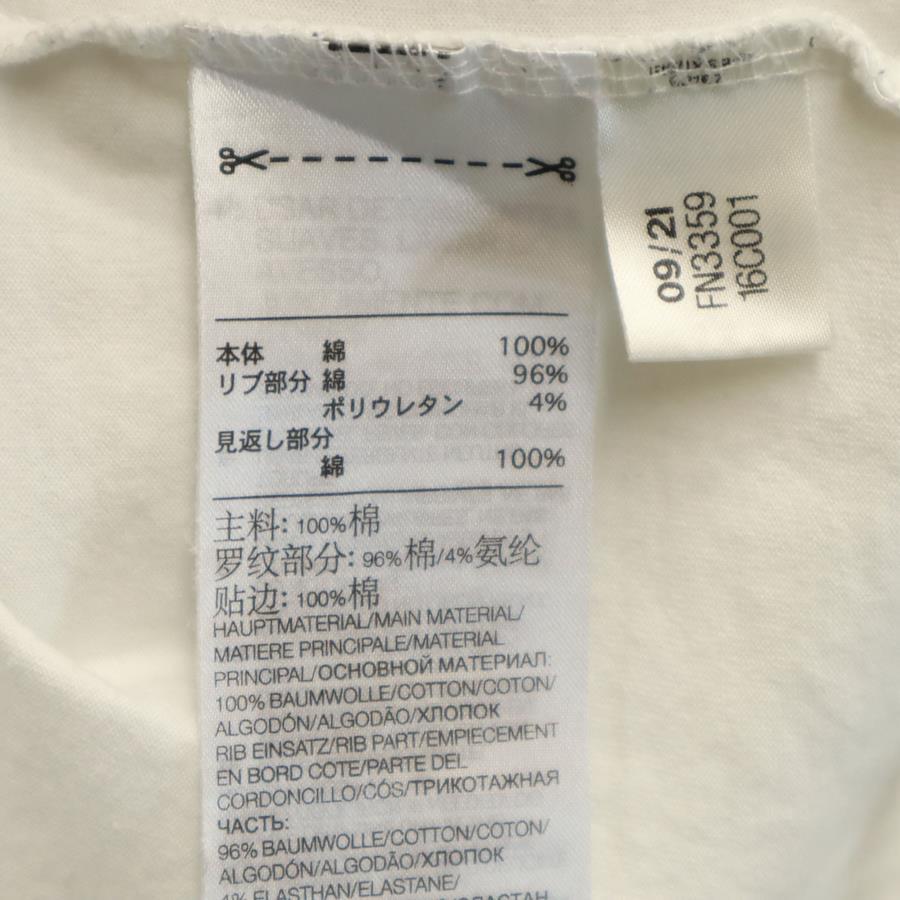 本体 綿 100%
リブ部分 綿 96%
ポリウレタン 4%
見返し部分
綿 100%
主料: 100%棉
罗纹部分: 96%棉/4%氨纶
贴边: 100%棉
HAUPTMATERIAL/MAIN MATERIAL/
MATIERE PRINCIPALE/MATERIAL
PRINCIPAL/ОСНОВНОЙ МАТЕРИАЛ:
100% BAUMWOLLE/COTTON/COTON/
ALGODÓN/ALGODÃO/ХЛОПОК
RIB EINSATZ/RIB PART/EMPIECEMENT
EN BORD COTE/PARTE DEL
CORDONCILLO/CÓS/ТРИКОТАЖНАЯ
ЧАСТЬ:
96% BAUMWOLLE/COTTON/COTON/
ALGODÓN/ALGODÃO/ХЛОПОК
4% ELASTHAN/ELASTANE/
09/21
FN3359
16C001